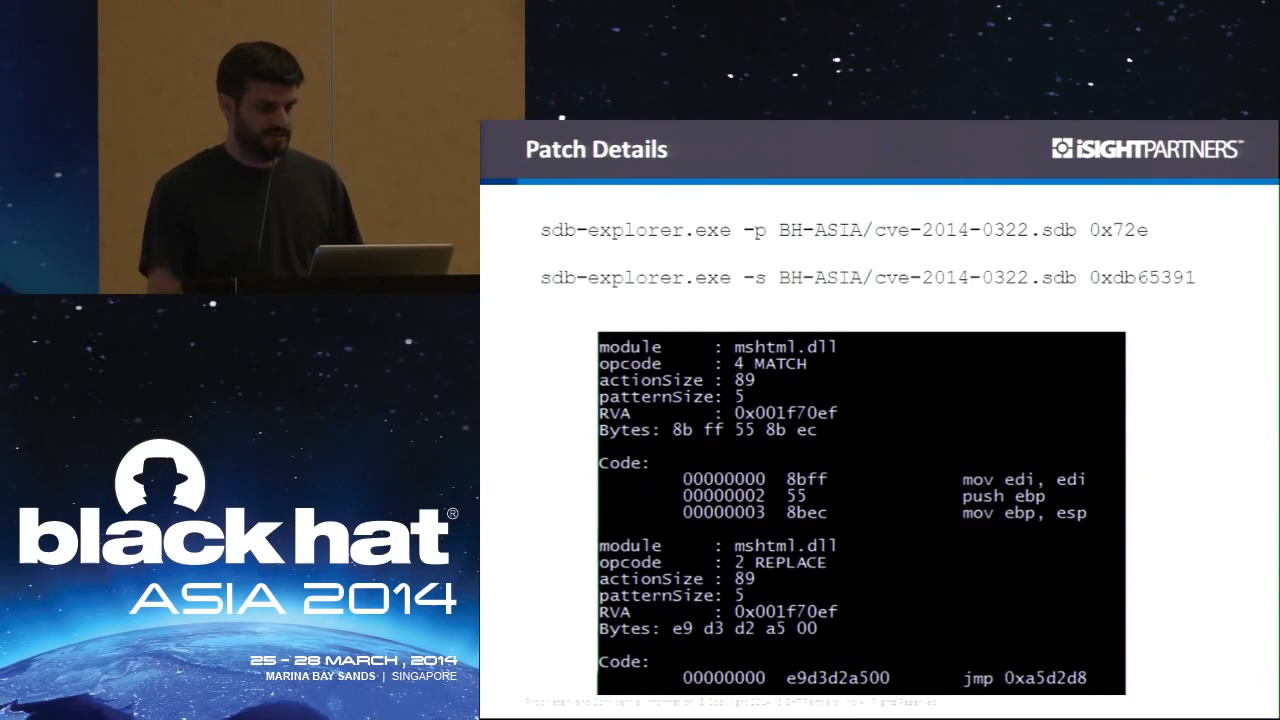 Patch Details
iSIGHTPARTNERS
sdb-explorer.exe -p BH-ASIA/cve-2014-0322.sdb 0x72e
sdb-explorer.exe -s BH-ASIA/cve-2014-0322.sdb 0xdb65391
module : mshtml.dll
opcode : 4 MATCH
actionSize : 89
patternSize: 5
RVA : 0x001f70ef
Bytes: 8b ff 55 8b ec
Code:
00000000 8bff mov edi, edi
00000002 55 push ebp
00000003 8bec mov ebp, esp
module : mshtml.dll
opcode : 2 REPLACE
actionSize : 89
patternSize: 5
RVA : 0x001f70ef
Bytes: e9 d3 d2 a5 00
Code:
00000000 e9d3d2a500 jmp 0xa5d2d8
black hat®
ASIA 2014
25 - 28 MARCH, 2014
MARINA BAY SANDS | SINGAPORE